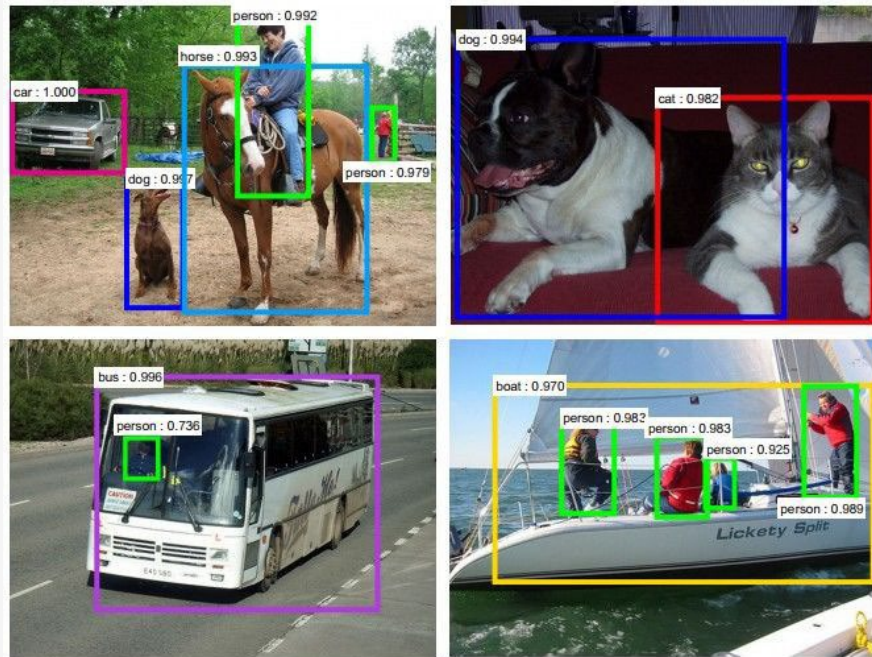 person : 0.992
horse : 0.993
car : 1.000
person : 0.979
dog : 0.997
dog : 0.994
cat : 0.982
bus : 0.996
person : 0.736
CAUTION
L
boat : 0.970
person : 0.983
person : 0.983
person : 0.925
person : 0.989
Lickety Split